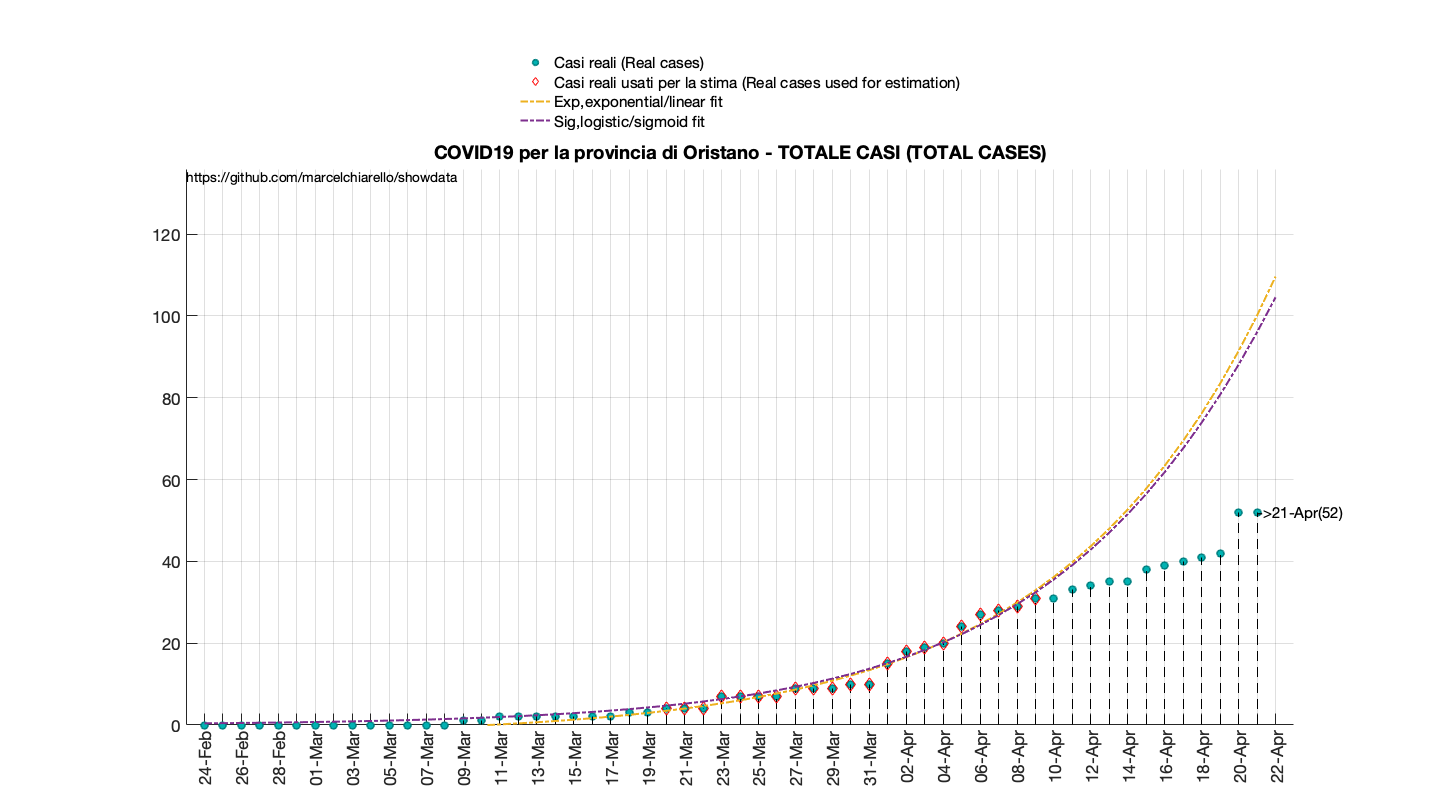 Casi reali (Real cases)
Casi reali usati per la stima (Real cases used for estimation)
Exp,exponential/linear fit
Sig,logistic/sigmoid fit
COVID19 per la provincia di Oristano - TOTALE CASI (TOTAL CASES)
https://github.com/marcelchiarello/showdata
120
100
80
60
40
20
0
>21-Apr(52)
24-Feb
26-Feb
28-Feb
01-Mar
03-Mar
05-Mar
07-Mar
09-Mar
11-Mar
13-Mar
15-Mar
17-Mar
19-Mar
21-Mar
23-Mar
25-Mar
27-Mar
29-Mar
31-Mar
02-Apr
04-Apr
06-Apr
08-Apr
10-Apr
12-Apr
14-Apr
16-Apr
18-Apr
20-Apr
22-Apr